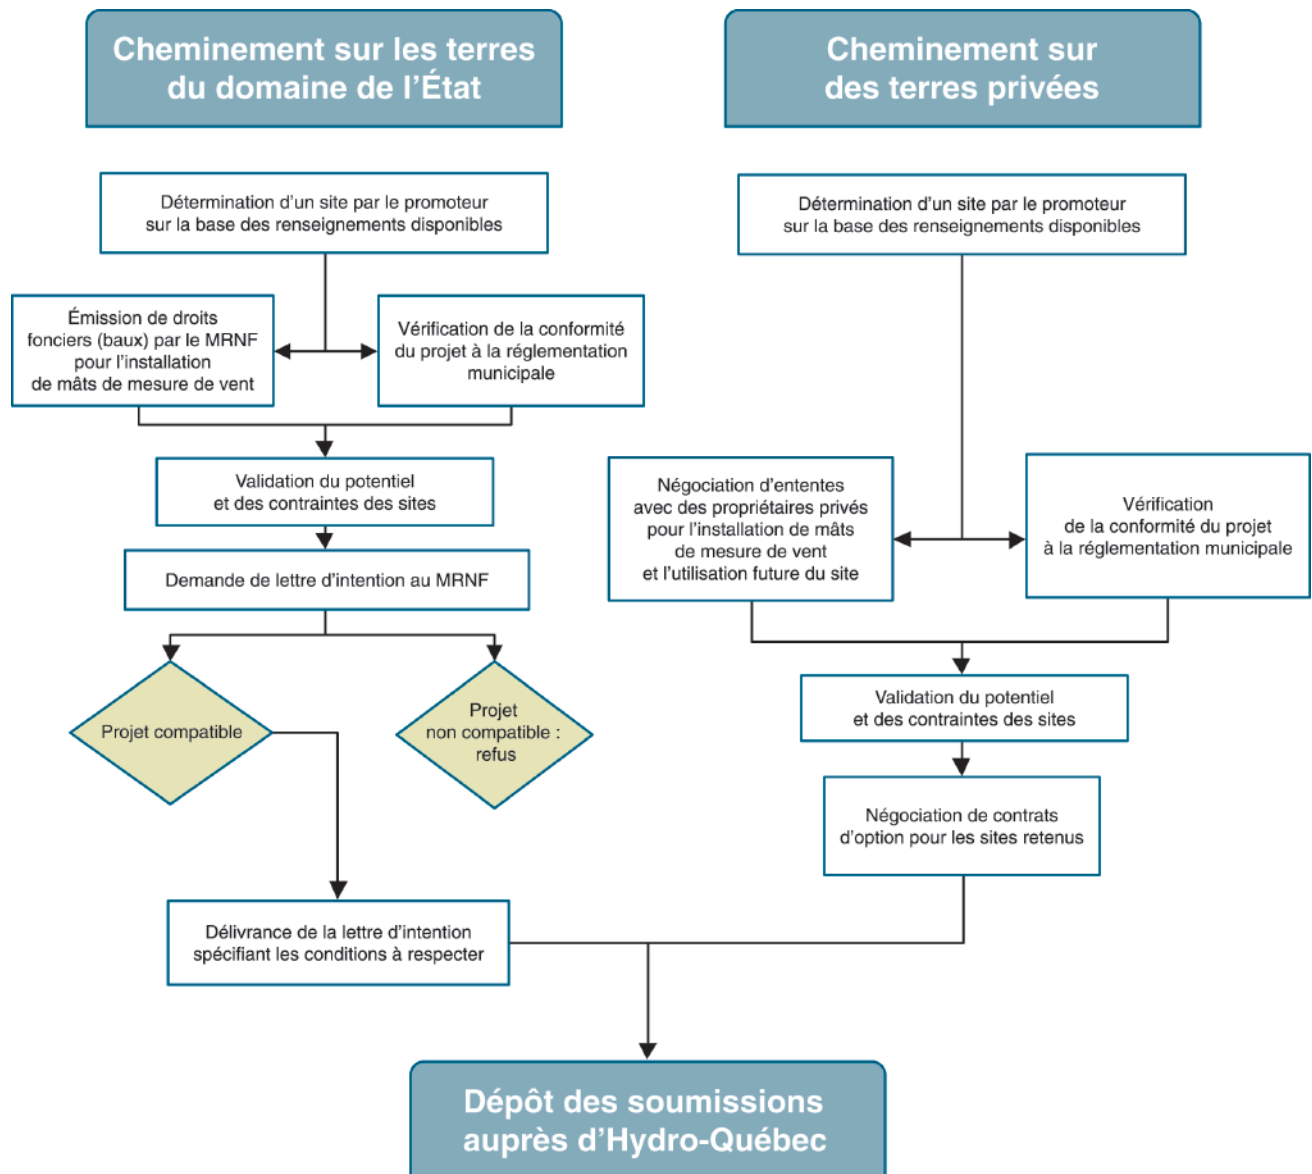 Cheminement sur les terres
du domaine de l’État
Cheminement sur
des terres privées
Détermination d’un site par le promoteur
sur la base des renseignements disponibles
Détermination d’un site par le promoteur
sur la base des renseignements disponibles
Émission de droits
fonciers (baux) par le MRNF
pour l’installation
de mâts de mesure de vent
Vérification de la conformité
du projet à la réglementation
municipale
Validation du potentiel
et des contraintes des sites
Négociation d’ententes
avec des propriétaires privés
pour l’installation de mâts
de mesure de vent
et l’utilisation future du site
Vérification
de la conformité du projet
à la réglementation municipale
Demande de lettre d’intention au MRNF
Projet compatible
Projet
non compatible :
refus
Validation du potentiel
et des contraintes des sites
Négociation de contrats
d’option pour les sites retenus
Délivrance de la lettre d’intention
spécifiant les conditions à respecter
Dépôt des soumissions
auprès d’Hydro-Québec